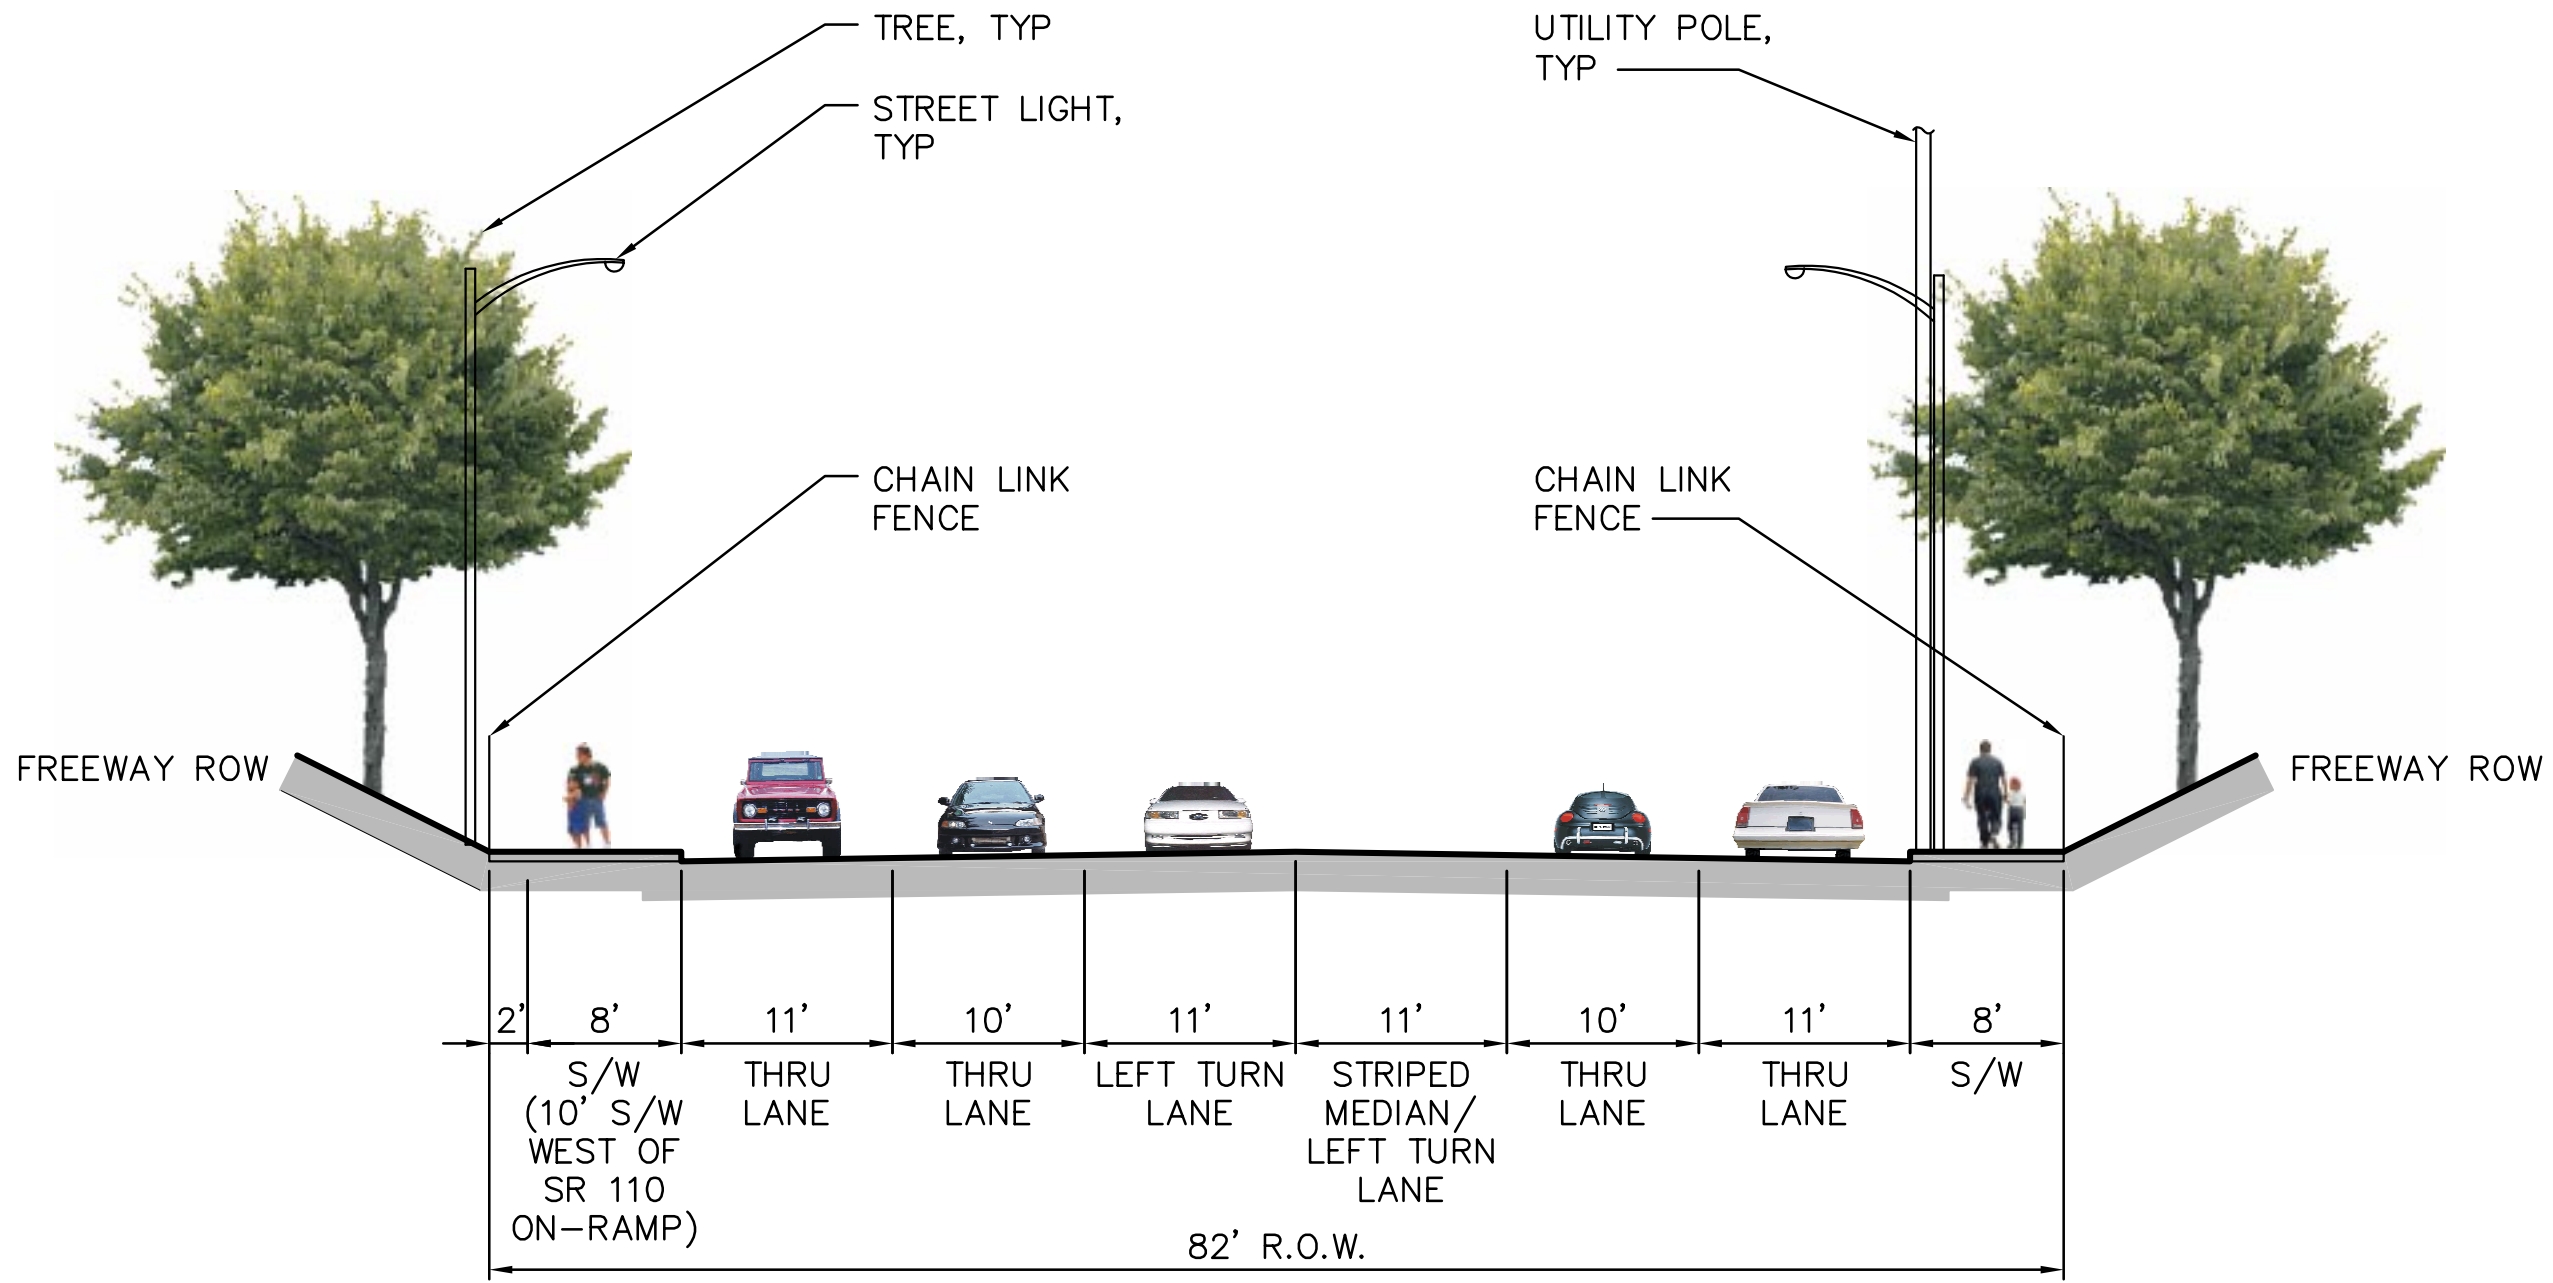 TREE, TYP
STREET LIGHT,
TYP
UTILITY POLE,
TYP
CHAIN LINK
FENCE
CHAIN LINK
FENCE
FREEWAY ROW
FREEWAY ROW
2'
8'
11'
10'
11'
11'
10'
11'
8'
S/W
(10' S/W
WEST OF
SR 110
ON-RAMP)
THRU
LANE
THRU
LANE
LEFT TURN
LANE
STRIPED
MEDIAN/
LEFT TURN
LANE
THRU
LANE
THRU
LANE
S/W
82' R.O.W.